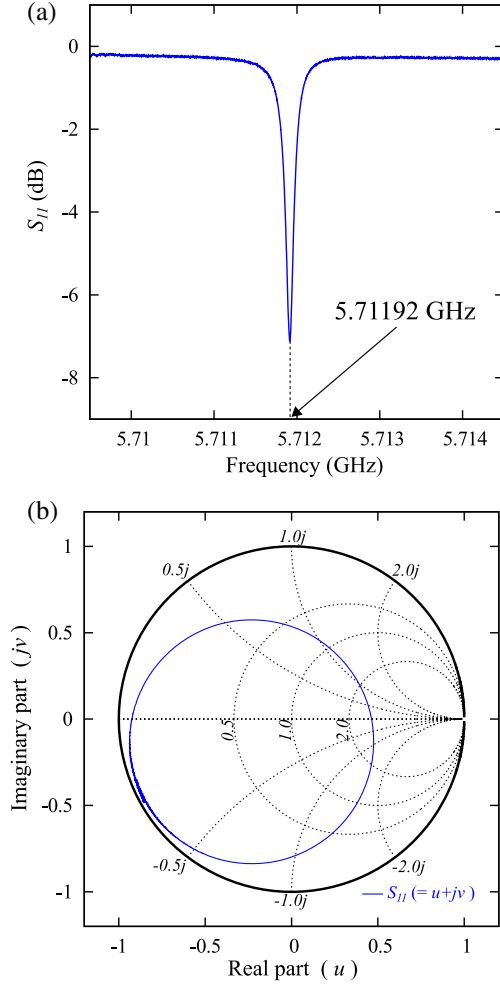 (a)
0
-2
-4
-6
-8
S11 (dB)
5.71192 GHz
5.71 5.711 5.712 5.713 5.714
Frequency (GHz)
(b)
1
0.5
0
-0.5
-1
Imaginary part ( jv )
1.0j
0.5j 2.0j
0.5 1.0 2.0
-0.5j -2.0j
-1.0j
S11 (= u+jv )
-1 -0.5 0 0.5 1
Real part ( u )